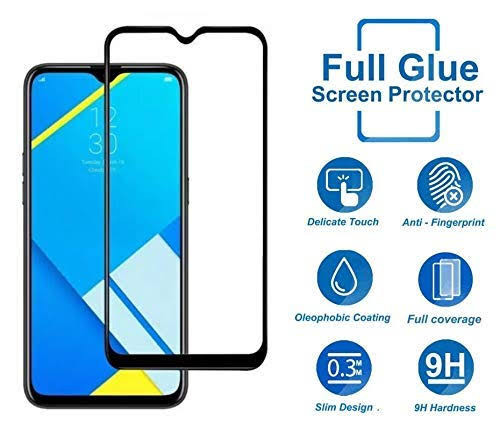 Full Glue
Screen Protector
12
30
Delicate Touch
Anti - Fingerprint
Oleophobic Coating
Full coverage
0.3M
M
Slim Design .
9H
9H Hardness